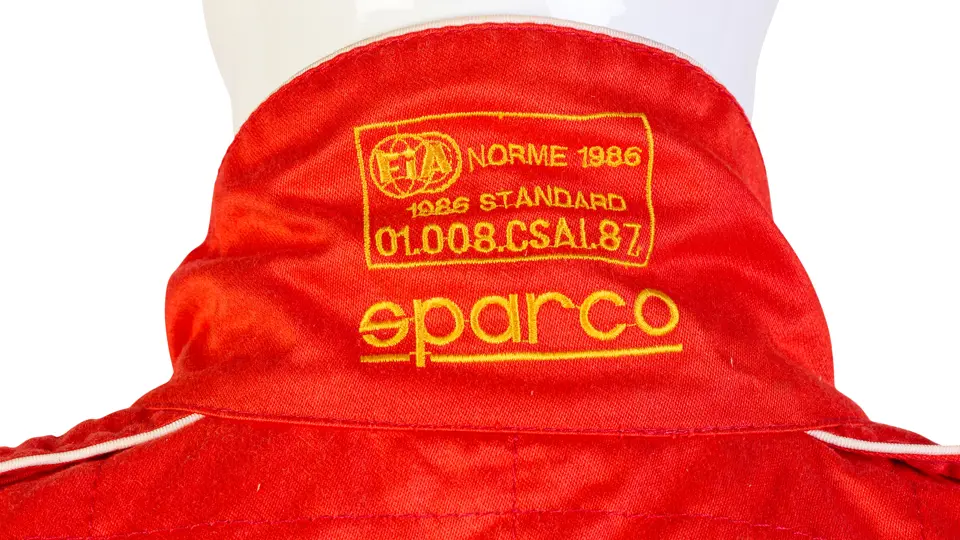 FIA NORME 1986
1986 STANDARD
01.008.CSAI.87
sparco